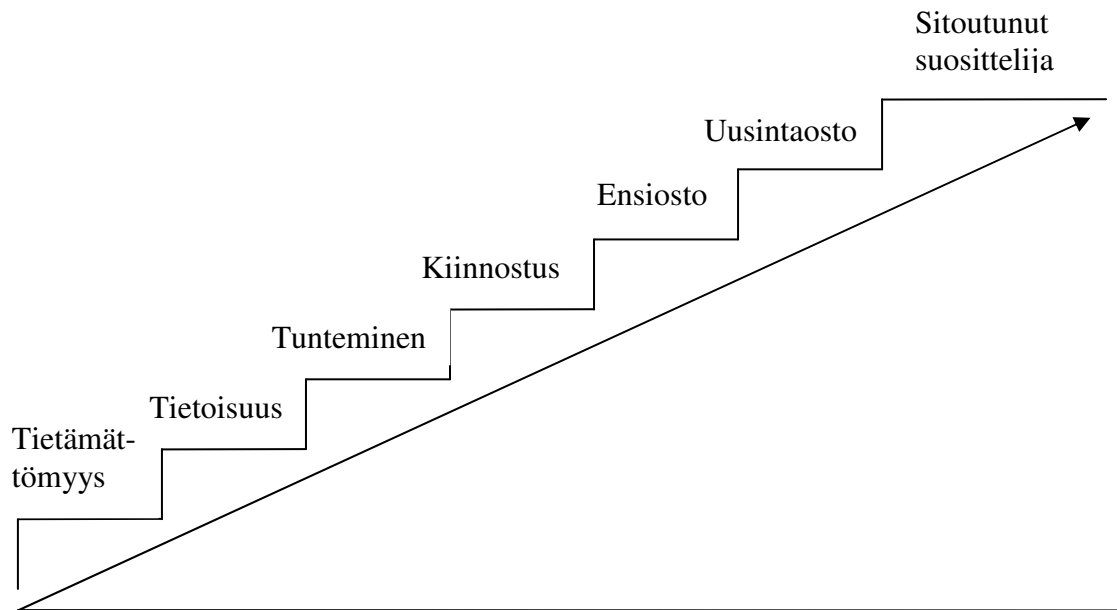 Sitoutunut
suosittelija
Uusintaosto
Ensiosto
Kiinnostus
Tunteminen
Tietoisuus
Tietämät-
tömyys